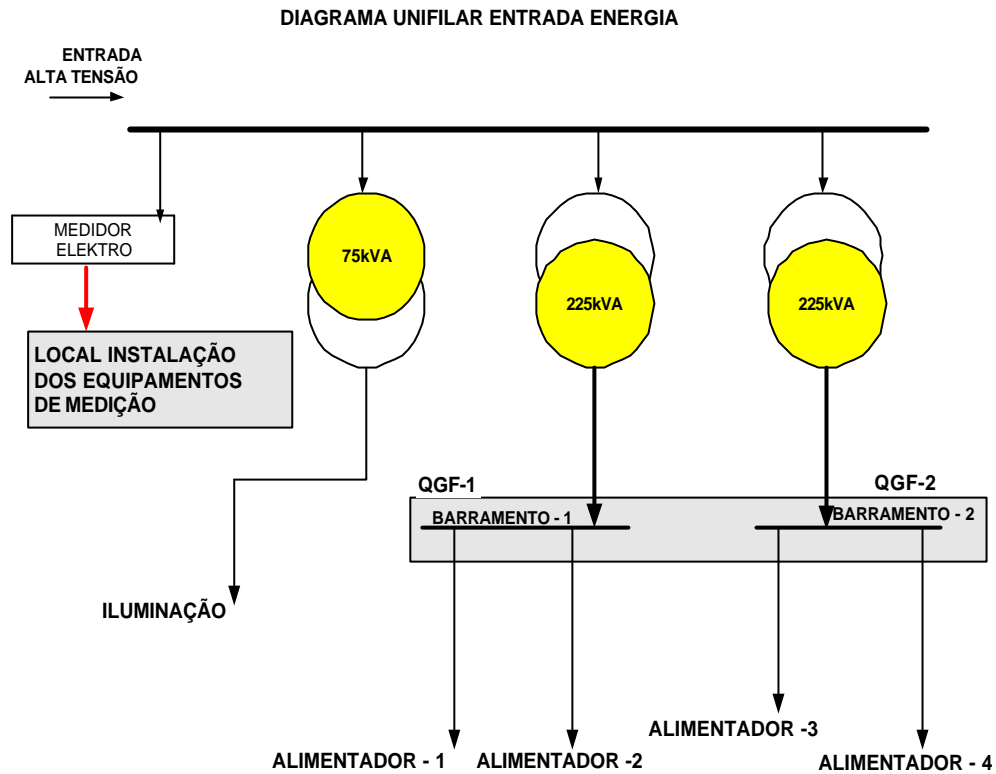 DIAGRAMA UNIFILAR ENTRADA ENERGIA
ENTRADA
ALTA TENSÃO
MEDIDOR
ELEKTRO
75kVA
225kVA
225kVA
LOCAL INSTALAÇÃO
DOS EQUIPAMENTOS
DE MEDIÇÃO
QGF-1
QGF-2
BARRAMENTO - 1
BARRAMENTO - 2
ILUMINAÇÃO
ALIMENTADOR - 1
ALIMENTADOR -2
ALIMENTADOR -3
ALIMENTADOR - 4